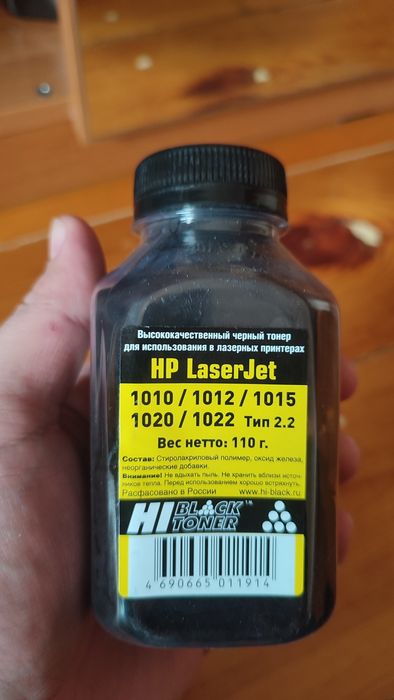 Высококачественный черный тонер
для использования в лазерных принтерах
HP LaserJet
1010 / 1012 / 1015
1020 / 1022 Тип 2.2
Вес нетто: 110 г.
Состав: Стиролакриловый полимер, оксид железа,
неорганические добавки.
Внимание! Не вдыхать пыль. Не хранить вблизи источ-
ников тепла. Перед использованием хорошо встряхнуть.
Расфасовано в России www.hi-black.ru
HI BLACK™
TONER
4 690665 011914